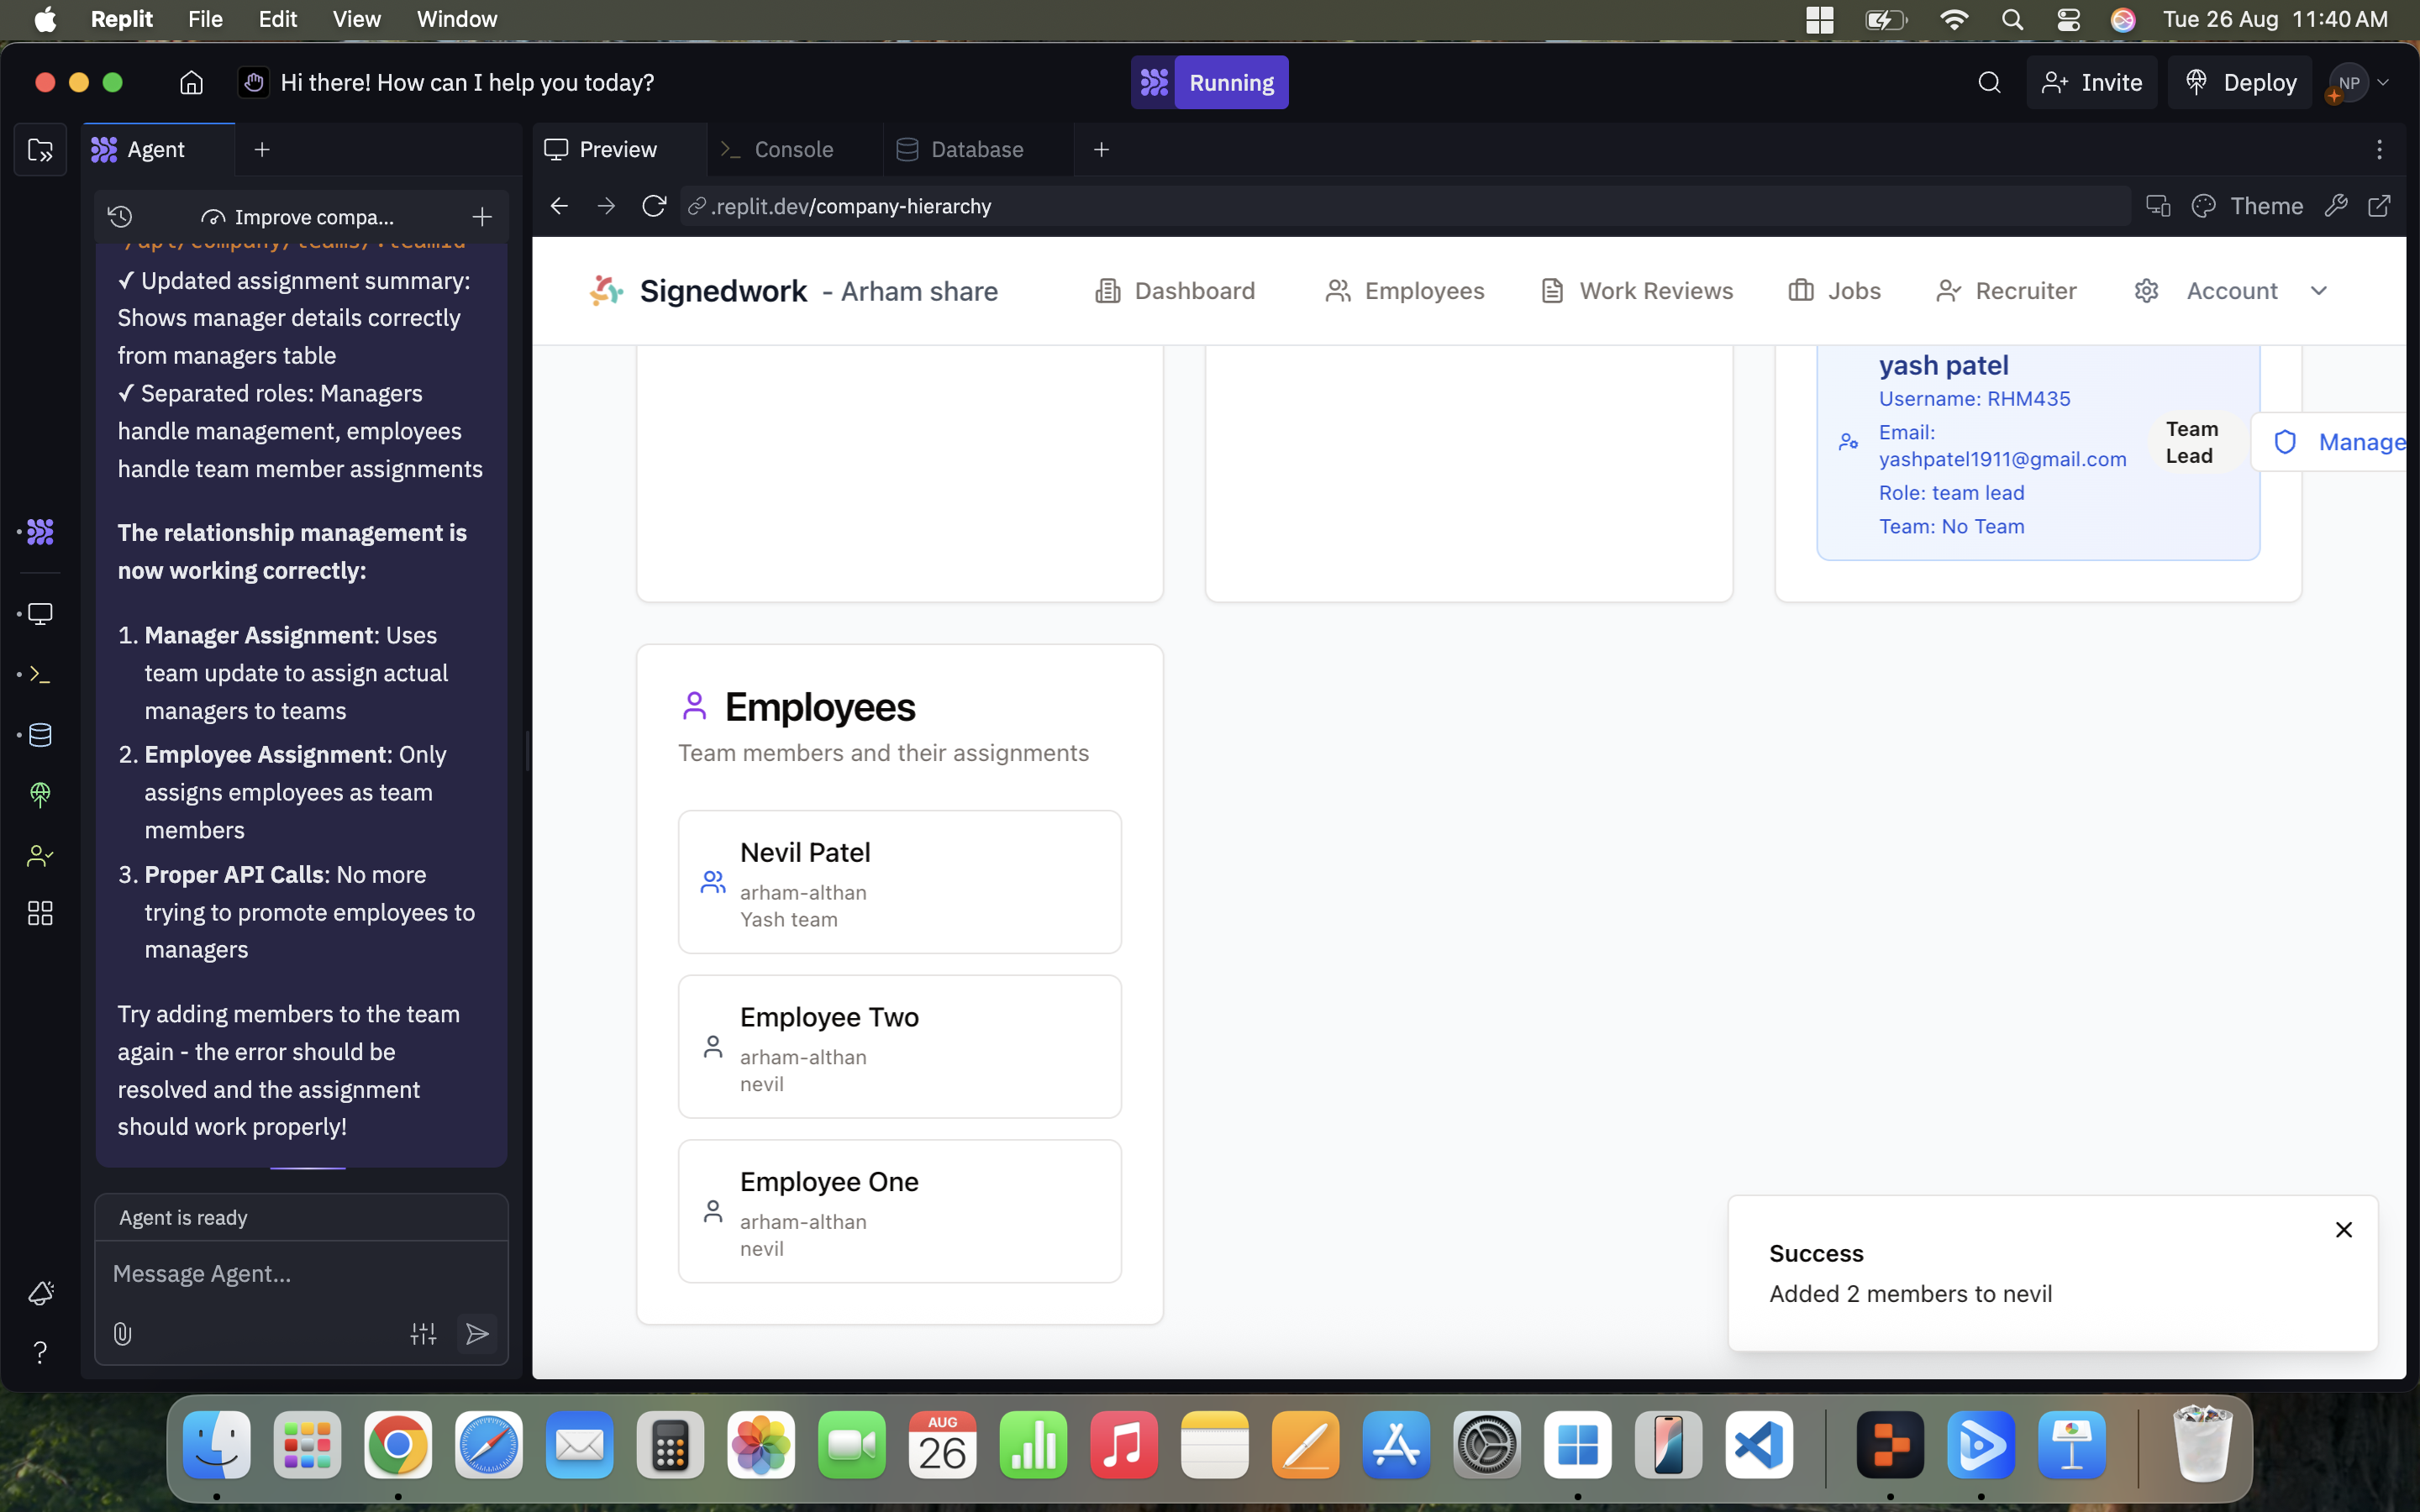 Replit File Edit View Window
Tue 26 Aug 11:40 AM
Hi there! How can I help you today?
Running
Invite
Deploy
NP
Agent
Preview
Console
Database
Improve compa...
.replit.dev/company-hierarchy
Theme
/api/company/teams/:teamId
✓ Updated assignment summary:
Shows manager details correctly
from managers table
✓ Separated roles: Managers
handle management, employees
handle team member assignments
The relationship management is
now working correctly:
1. Manager Assignment: Uses
team update to assign actual
managers to teams
2. Employee Assignment: Only
assigns employees as team
members
3. Proper API Calls: No more
trying to promote employees to
managers
Try adding members to the team
again - the error should be
resolved and the assignment
should work properly!
Agent is ready
Message Agent...
Signedwork - Arham share
Dashboard
Employees
Work Reviews
Jobs
Recruiter
Account
yash patel
Username: RHM435
Email:
yashpatel1911@gmail.com
Role: team lead
Team: No Team
Team
Lead
Manage
Employees
Team members and their assignments
Nevil Patel
arham-althan
Yash team
Employee Two
arham-althan
nevil
Employee One
arham-althan
nevil
Success
Added 2 members to nevil
AUG
26